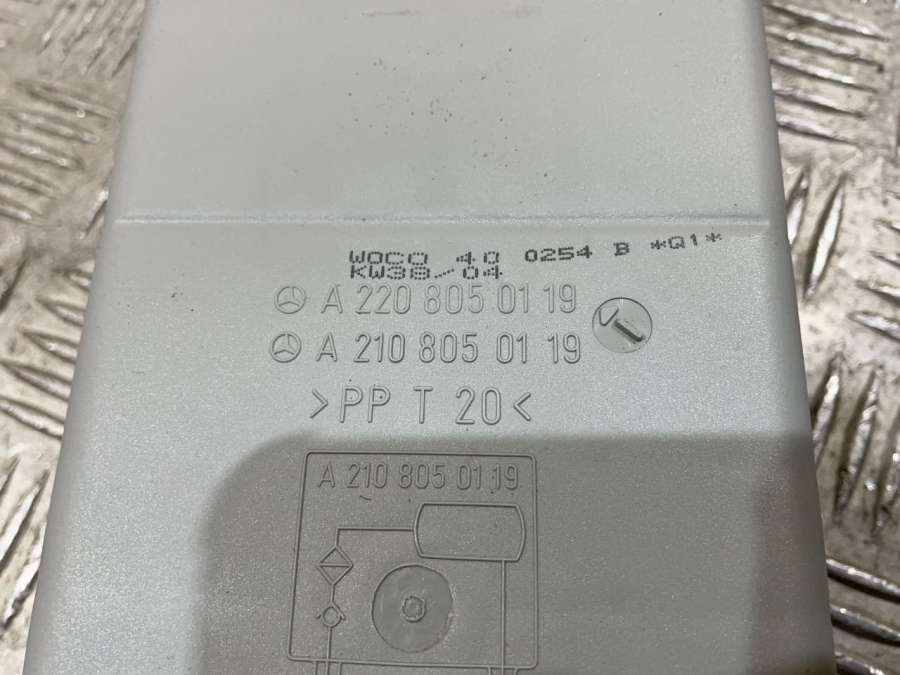 WOCO 40 0254 B *Q1*
KW38/04
A 220 805 01 19
A 210 805 01 19
>PP T 20<
A 210 805 01 19